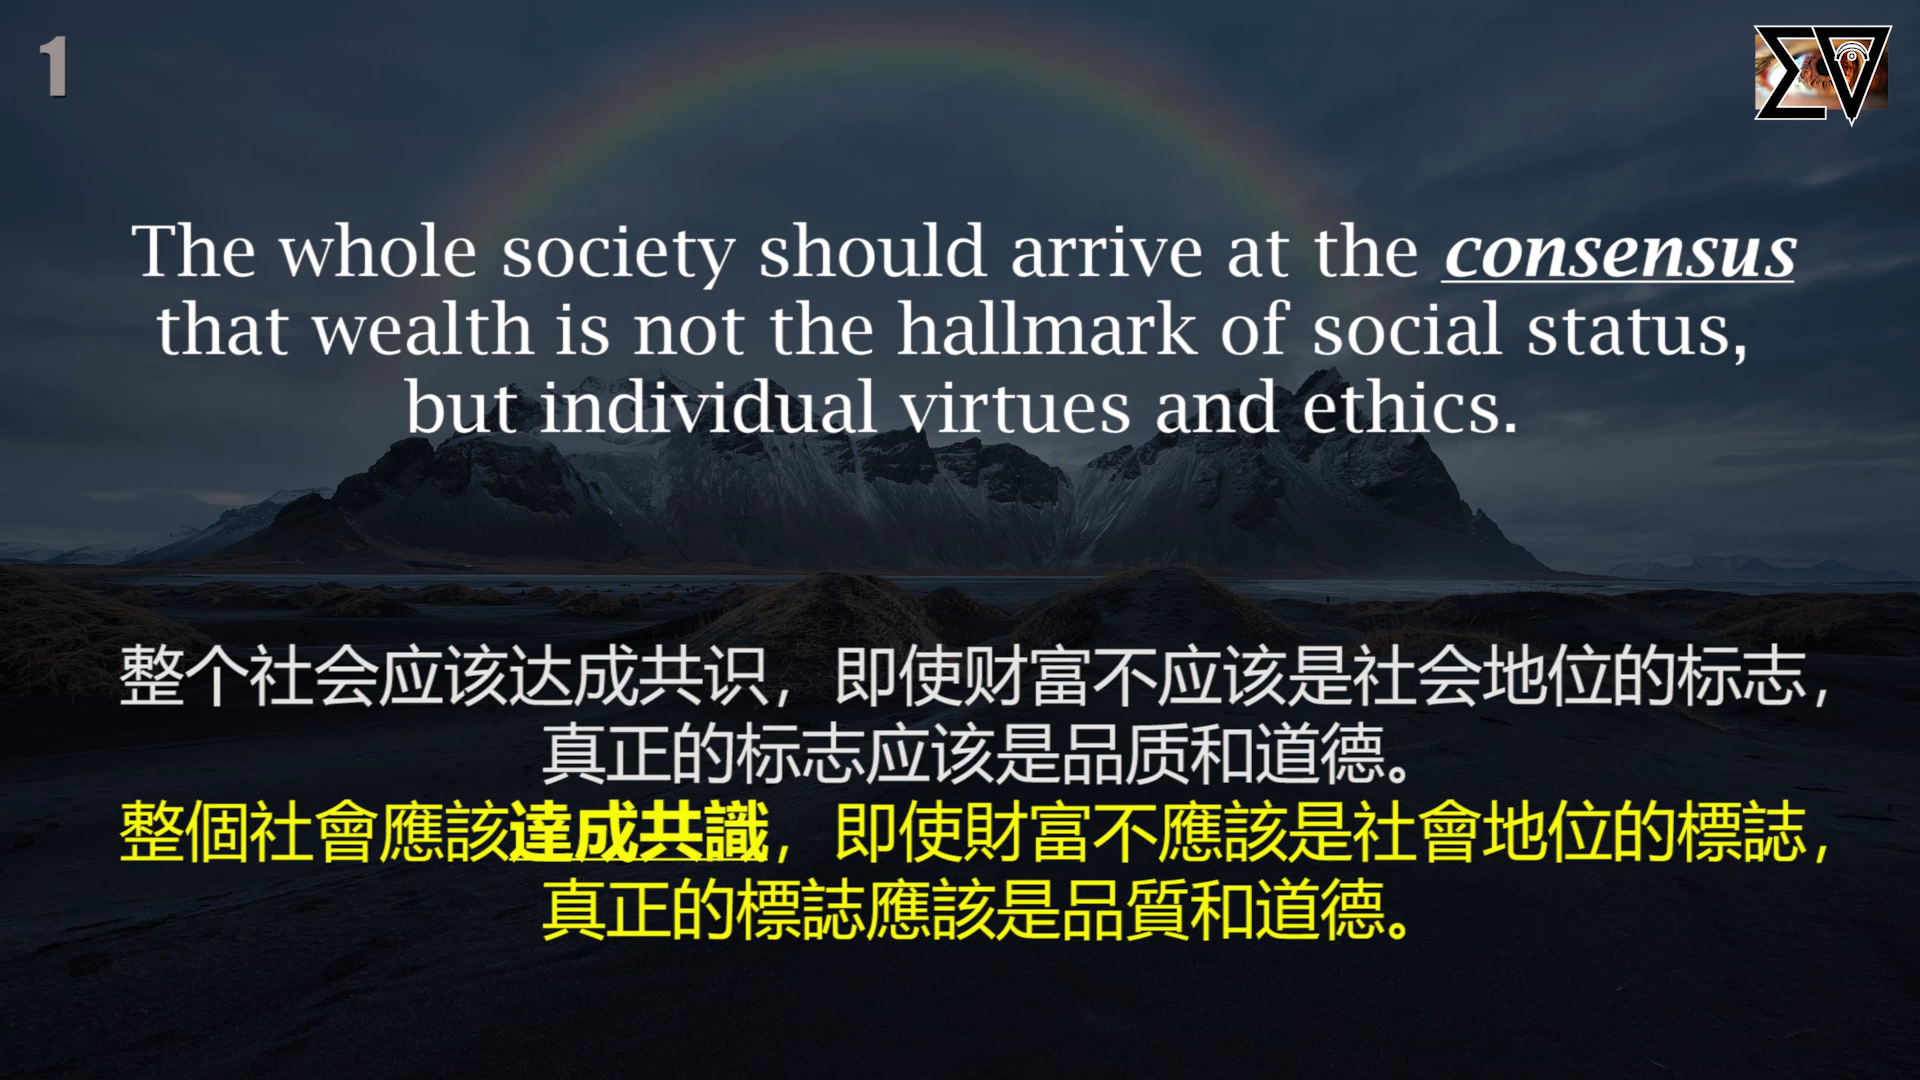 1
ΣV
The whole society should arrive at the consensus
that wealth is not the hallmark of social status,
but individual virtues and ethics.
整个社会应该达成共识，即使财富不应该是社会地位的标志，
真正的标志应该是品质和道德。
整個社會應該達成共識，即使財富不應該是社會地位的標誌，
真正的標誌應該是品質和道德。